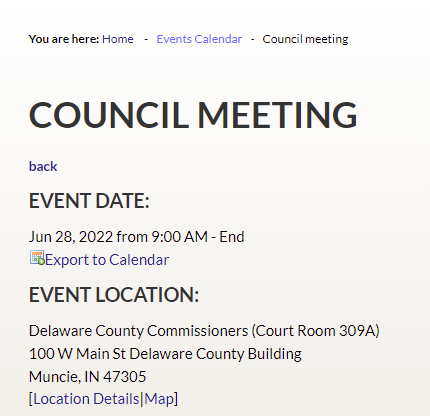 You are here: Home - Events Calendar - Council meeting
COUNCIL MEETING
back
EVENT DATE:
Jun 28, 2022 from 9:00 AM - End
Export to Calendar
EVENT LOCATION:
Delaware County Commissioners (Court Room 309A)
100 W Main St Delaware County Building
Muncie, IN 47305
[Location Details|Map]